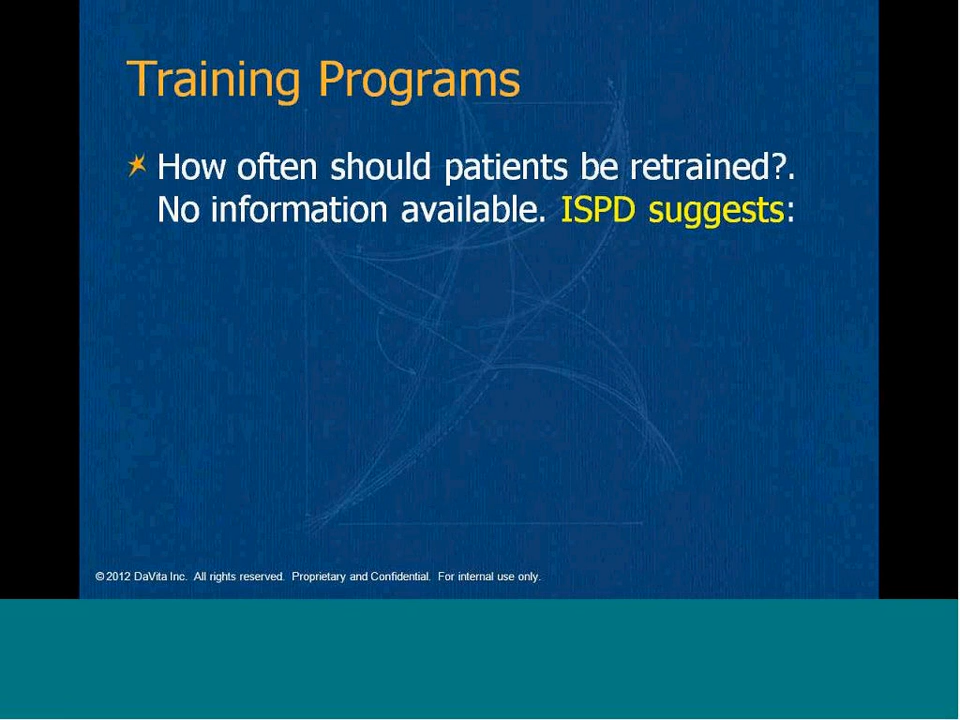 Training Programs
How often should patients be retrained?.
No information available. ISPD suggests:
© 2012 DaVita Inc. All rights reserved. Proprietary and Confidential. For internal use only.